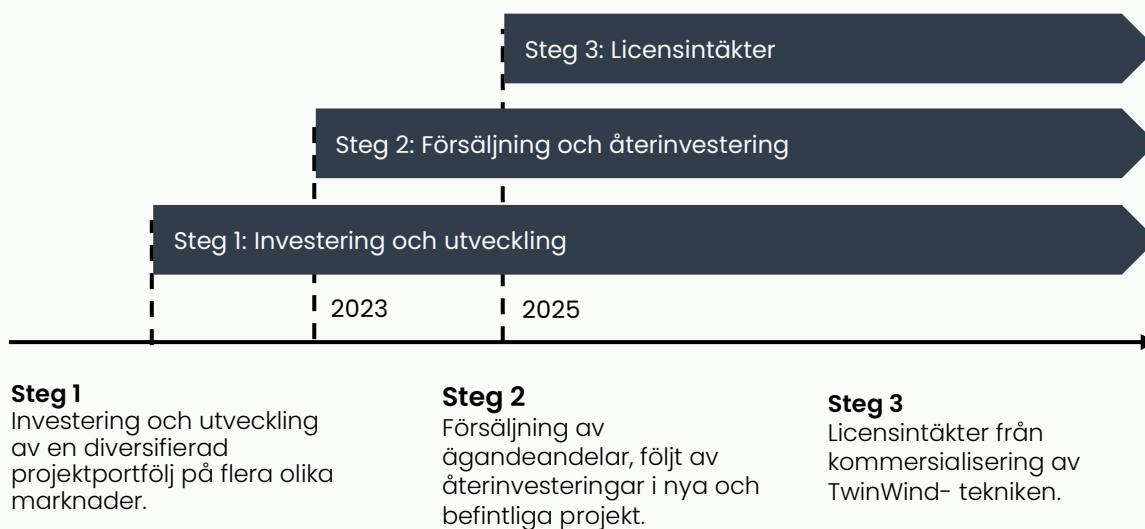 Steg 3: Licensintäkter
Steg 2: Försäljning och återinvestering
Steg 1: Investering och utveckling
2023
2025
Steg 1
Investering och utveckling
av en diversifierad
projektportfölj på flera olika
marknader.
Steg 2
Försäljning av
ägandeandelar, följt av
återinvesteringar i nya och
befintliga projekt.
Steg 3
Licensintäkter från
kommersialisering av
TwinWind- tekniken.